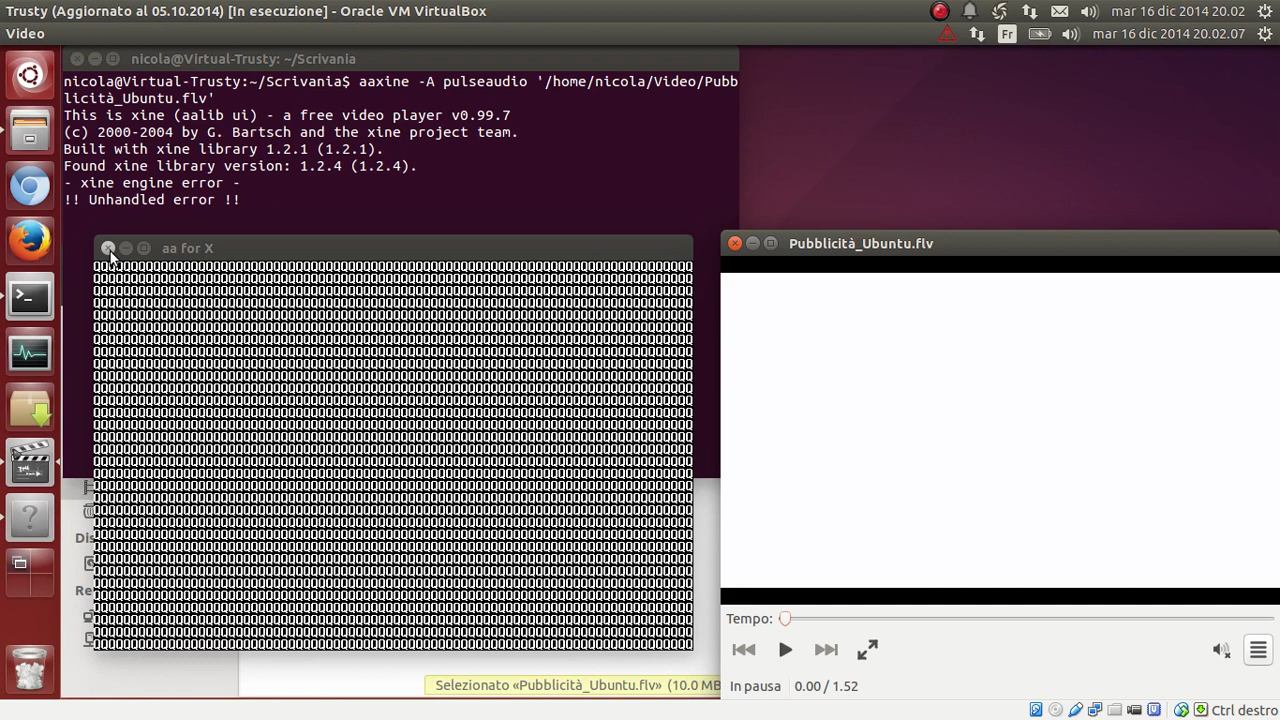 Trusty (Aggiornato al 05.10.2014) [In esecuzione] - Oracle VM VirtualBox
mar 16 dic 2014 20.02
Video
Fr
mar 16 dic 2014 20.02.07
nicola@Virtual-Trusty: ~/Scrivania
nicola@Virtual-Trusty:~/Scrivania$ aaxine -A pulseaudio '/home/nicola/Video/Pubb
licità_Ubuntu.flv'
This is xine (aalib ui) - a free video player v0.99.7
(c) 2000-2004 by G. Bartsch and the xine project team.
Built with xine library 1.2.1 (1.2.1).
Found xine library version: 1.2.4 (1.2.4).
- xine engine error -
!! Unhandled error !!
aa for X
Pubblicità_Ubuntu.flv
Dis
Re
Tempo:
In pausa
0.00 / 1.52
Selezionato «Pubblicità_Ubuntu.flv» (10.0 MB
Ctrl destro